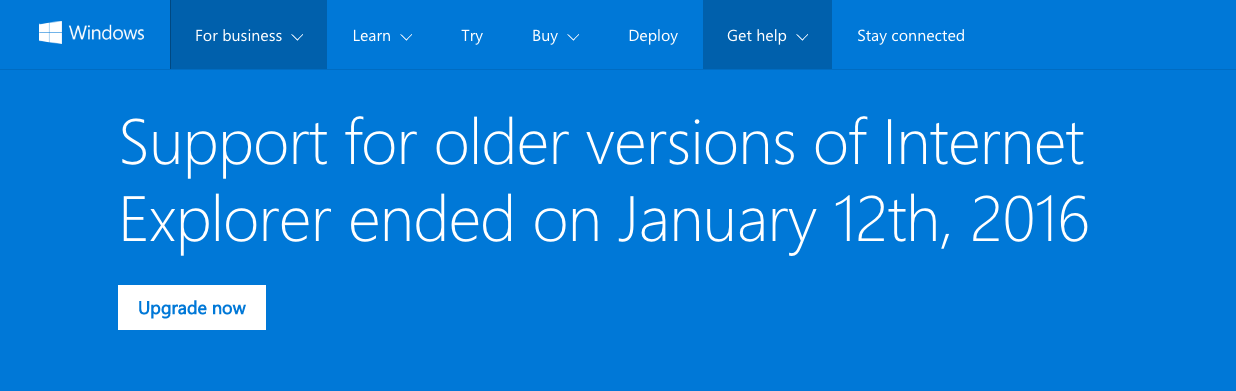 Windows For business Learn Try Buy Deploy Get help Stay connected
Support for older versions of Internet
Explorer ended on January 12th, 2016
Upgrade now